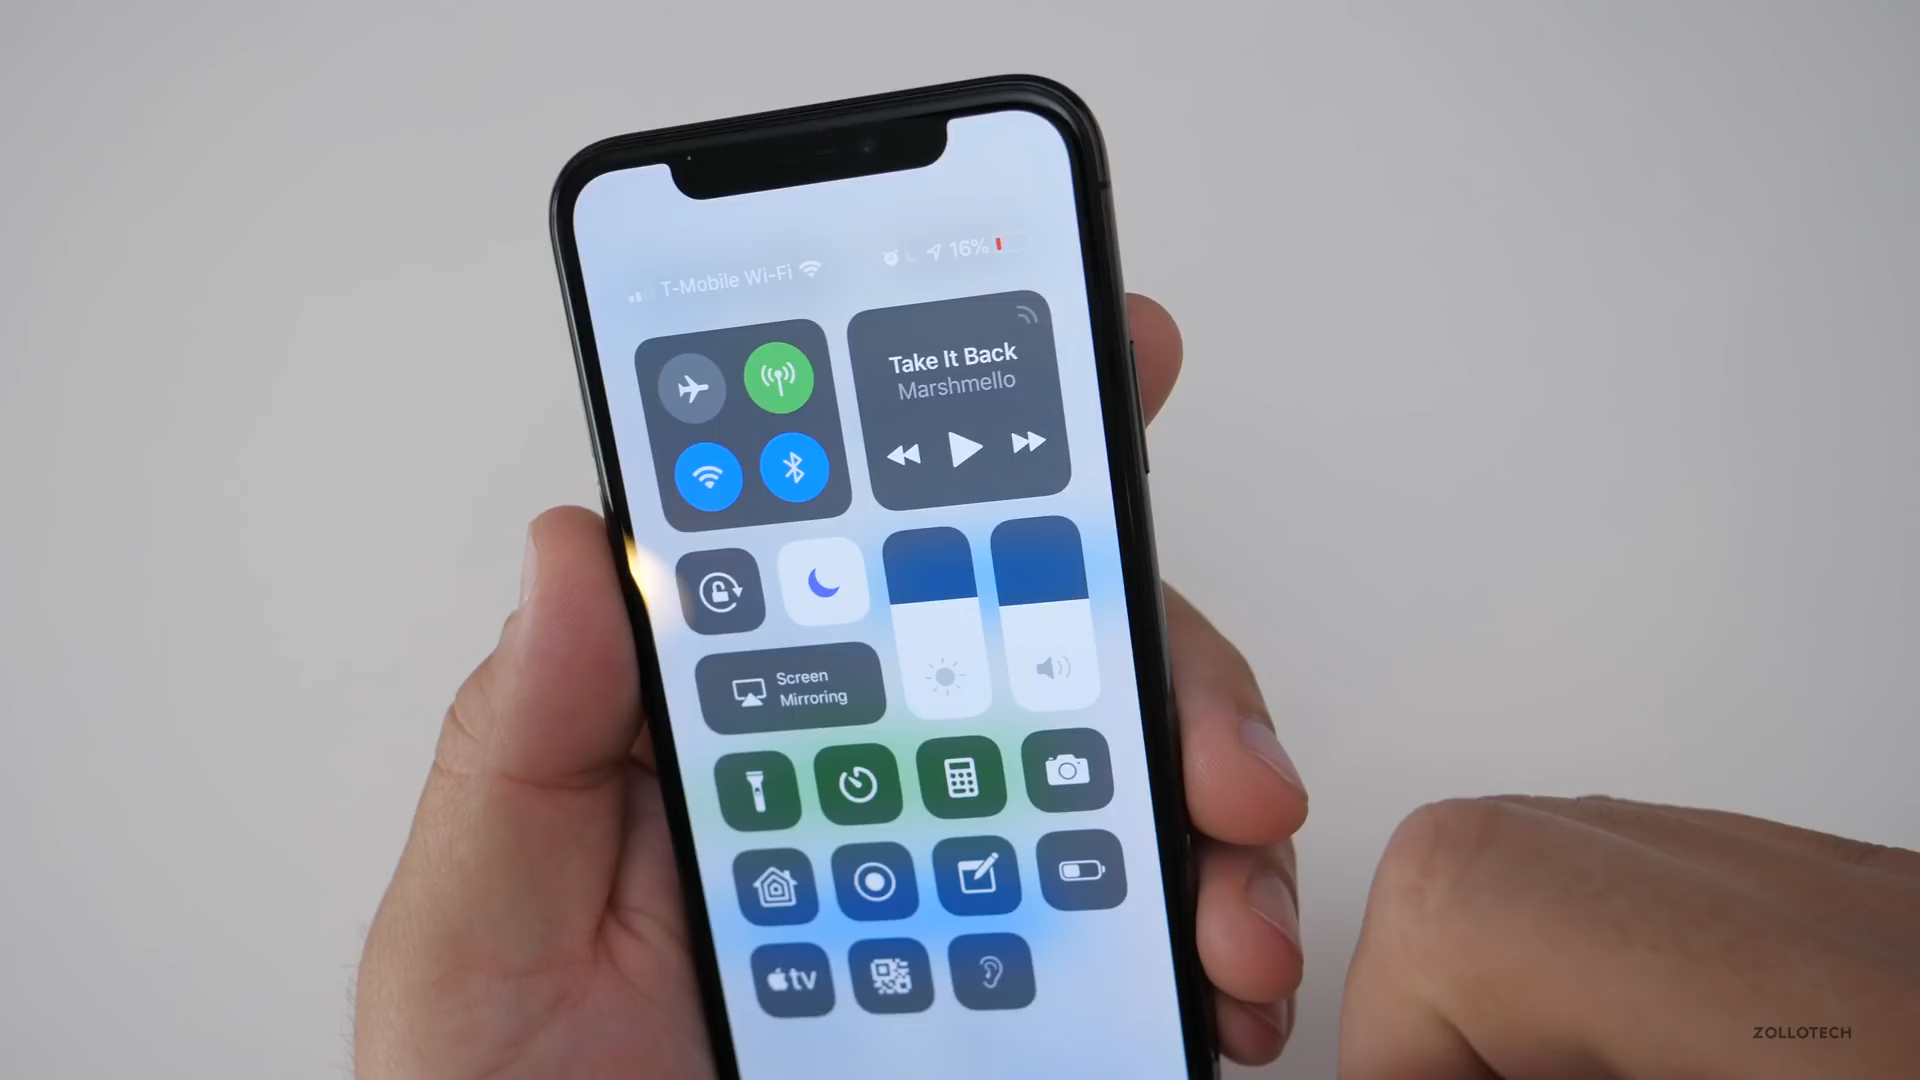 T-Mobile Wi-Fi
16%
Take It Back
Marshmello
Screen
Mirroring
tv
ZOLLOTECH